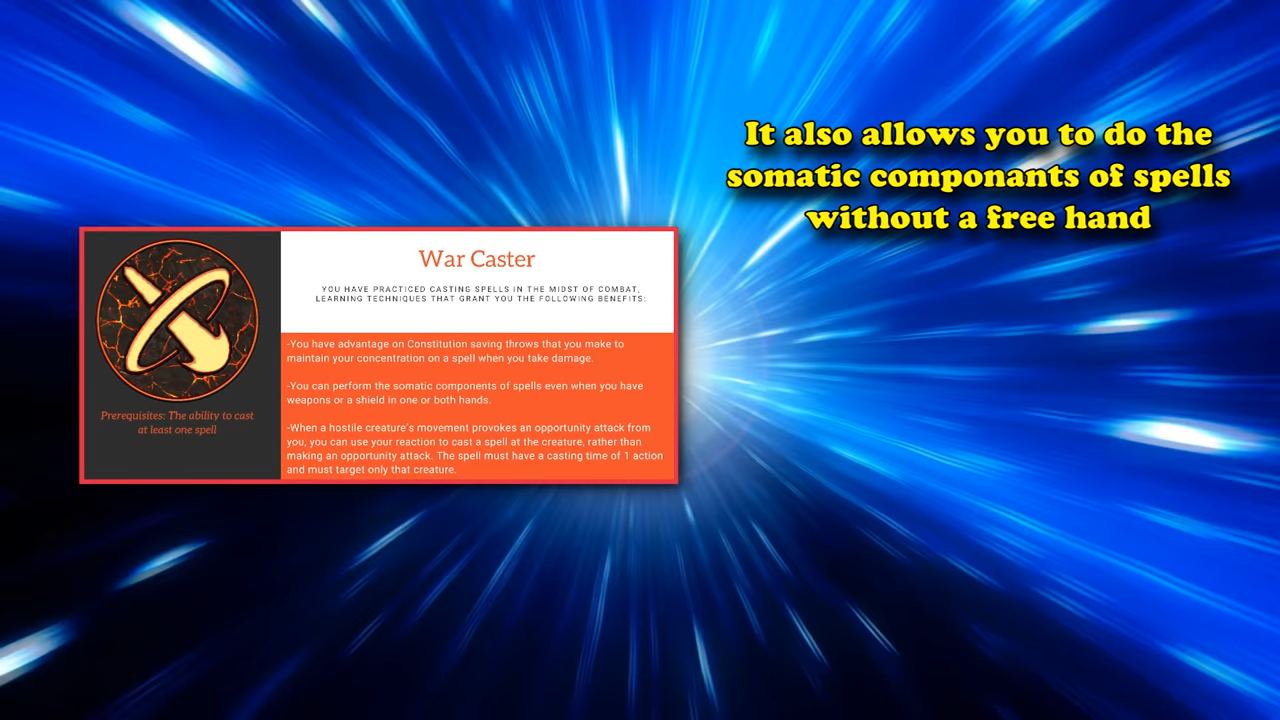 It also allows you to do the
somatic componants of spells
without a free hand
War Caster
YOU HAVE PRACTICED CASTING SPELLS IN THE MIDST OF COMBAT,
LEARNING TECHNIQUES THAT GRANT YOU THE FOLLOWING BENEFITS:
-You have advantage on Constitution saving throws that you make to
maintain your concentration on a spell when you take damage.
-You can perform the somatic components of spells even when you have
weapons or a shield in one or both hands.
-When a hostile creature's movement provokes an opportunity attack from
you, you can use your reaction to cast a spell at the creature, rather than
making an opportunity attack. The spell must have a casting time of 1 action
and must target only that creature.
Prerequisites: The ability to cast
at least one spell